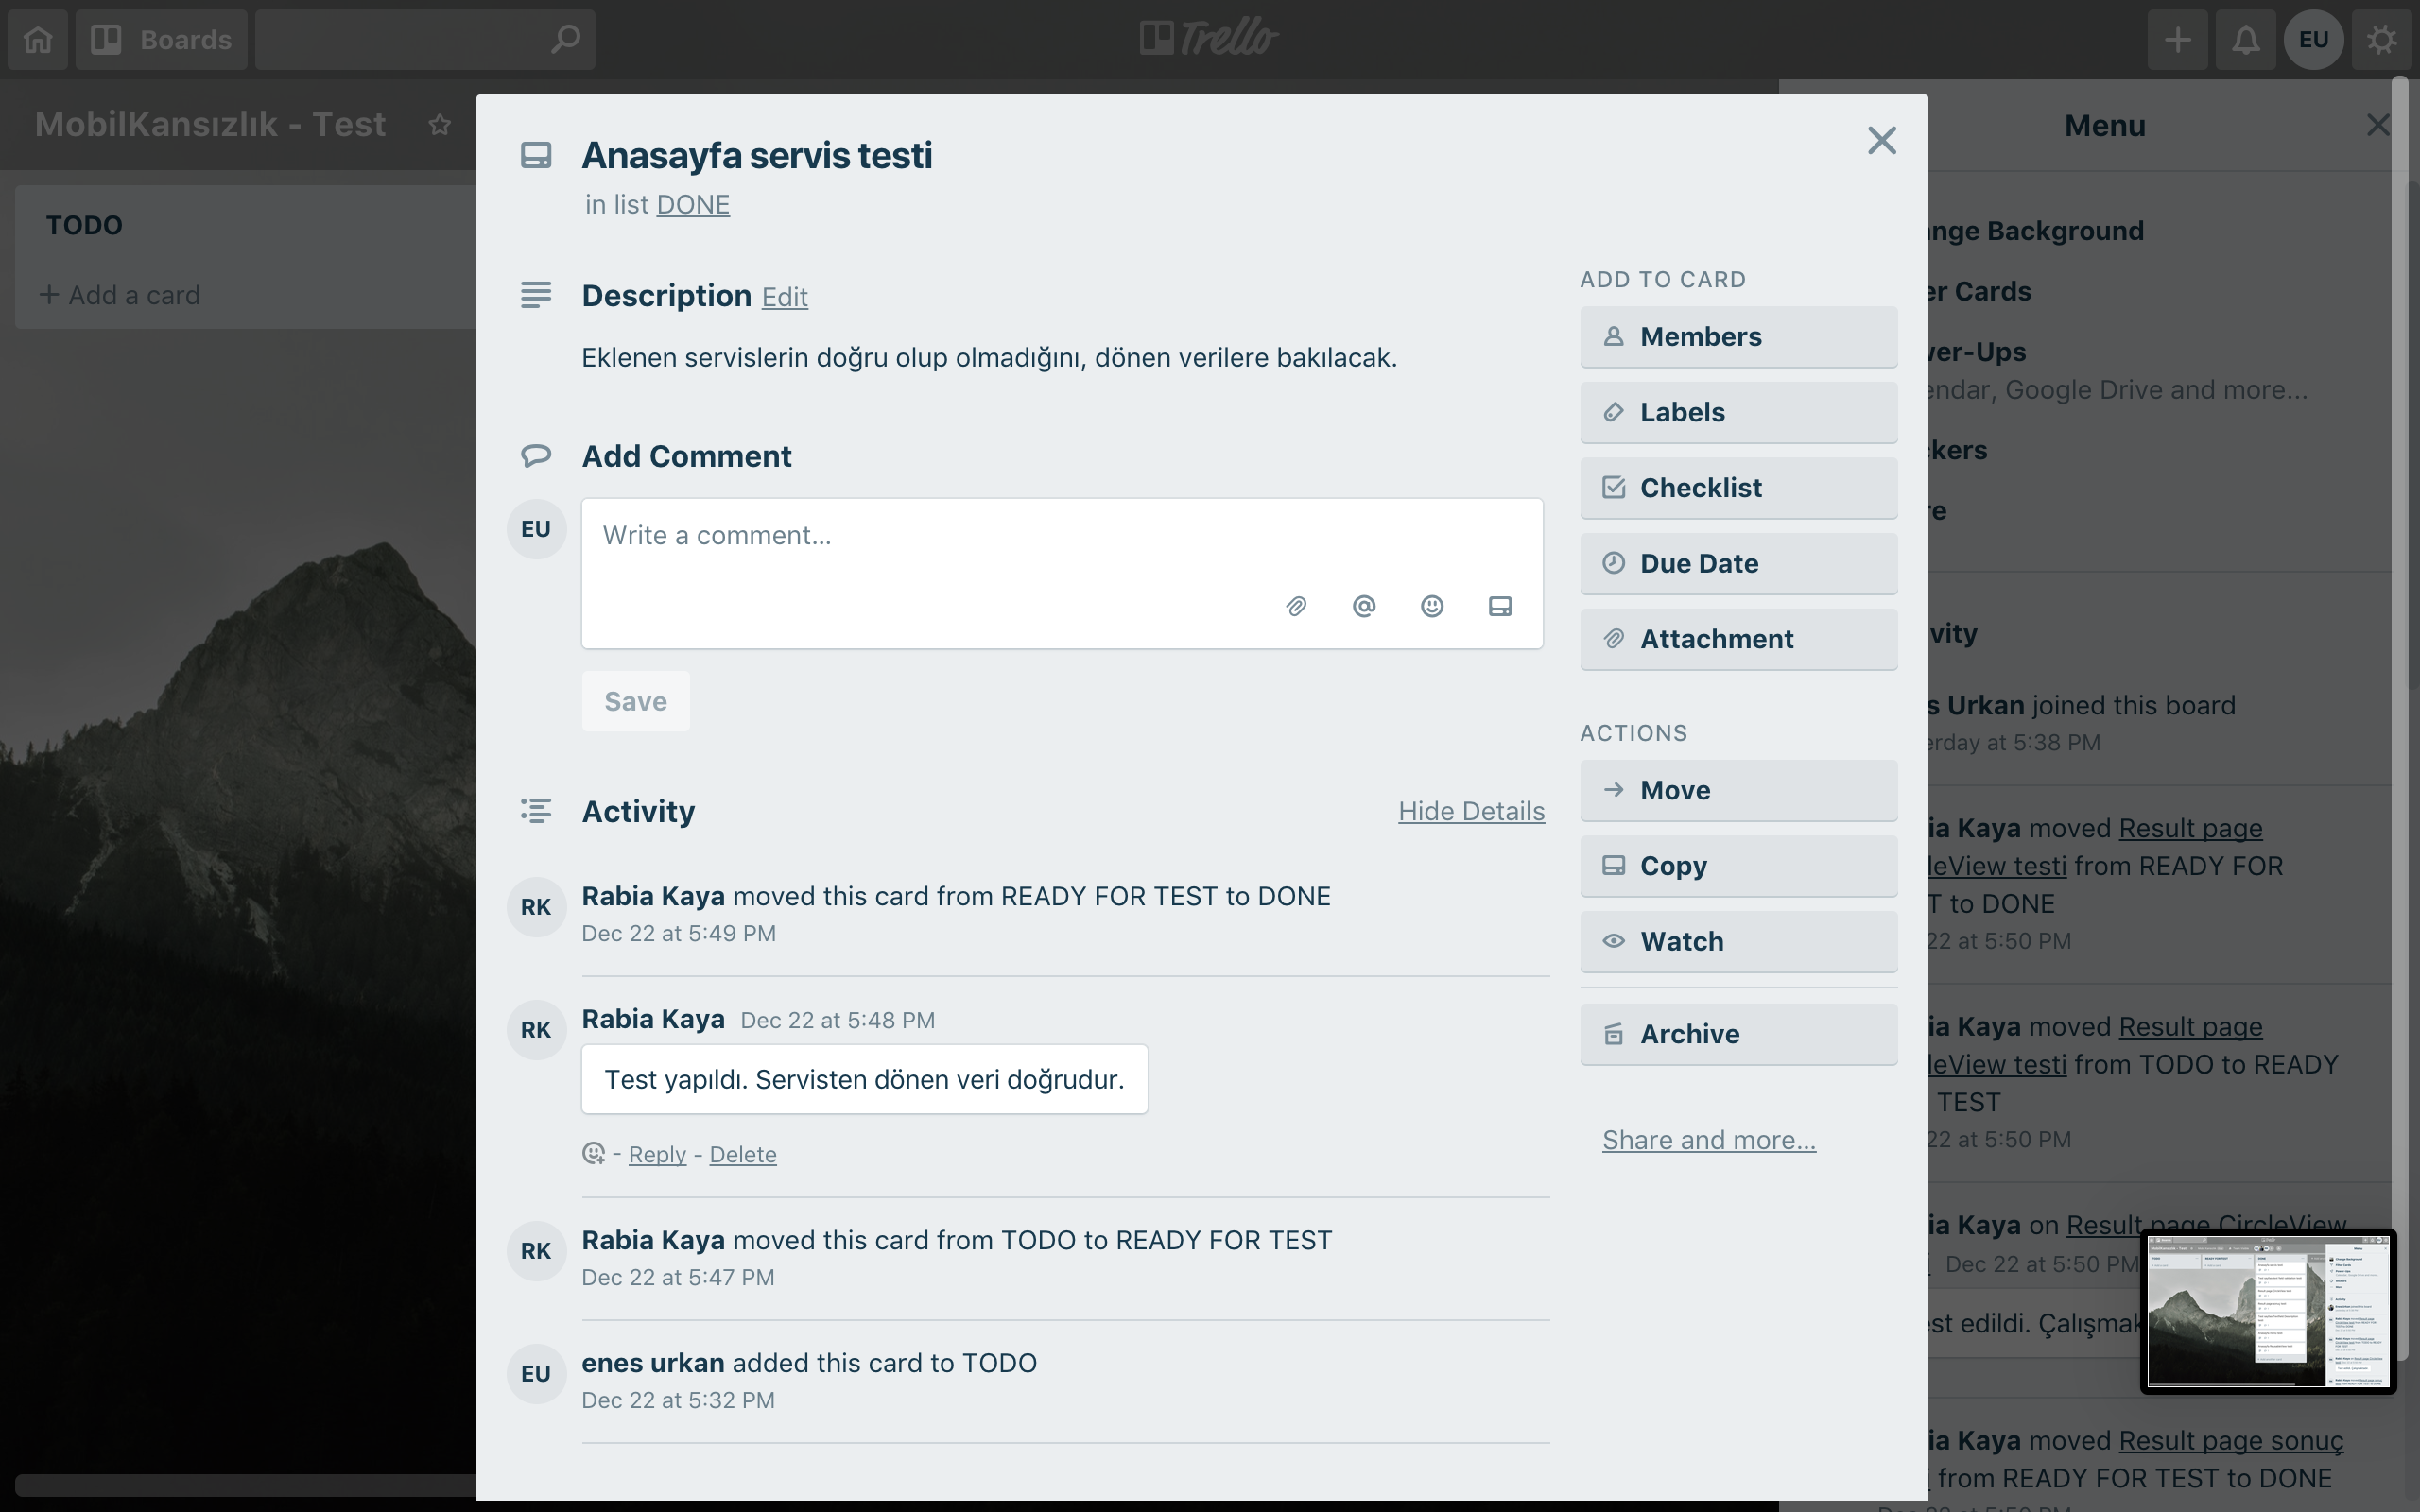 Boards
Trello
EU
MobilKansızlık - Test
TODO
+ Add a card
Anasayfa servis testi
in list DONE
Description Edit
Eklenen servislerin doğru olup olmadığını, dönen verilere bakılacak.
Add Comment
EU
Write a comment...
Save
Activity
Hide Details
RK
Rabia Kaya moved this card from READY FOR TEST to DONE
Dec 22 at 5:49 PM
RK
Rabia Kaya Dec 22 at 5:48 PM
Test yapıldı. Servisten dönen veri doğrudur.
- Reply - Delete
RK
Rabia Kaya moved this card from TODO to READY FOR TEST
Dec 22 at 5:47 PM
EU
enes urkan added this card to TODO
Dec 22 at 5:32 PM
ADD TO CARD
Members
Labels
Checklist
Due Date
Attachment
ACTIONS
Move
Copy
Watch
Archive
Share and more...
Menu
Background
Cards
er-Ups
endar, Google Drive and more...
kers
re
vity
Urkan joined this board
erday at 5:38 PM
ia Kaya moved Result page
leView testi from READY FOR
T to DONE
22 at 5:50 PM
ia Kaya moved Result page
leView testi from TODO to READY
TEST
22 at 5:50 PM
ia Kaya on Result page CircleView
Dec 22 at 5:50 PM
st edildi. Çalışmak
ia Kaya moved Result page sonuç
from READY FOR TEST to DONE